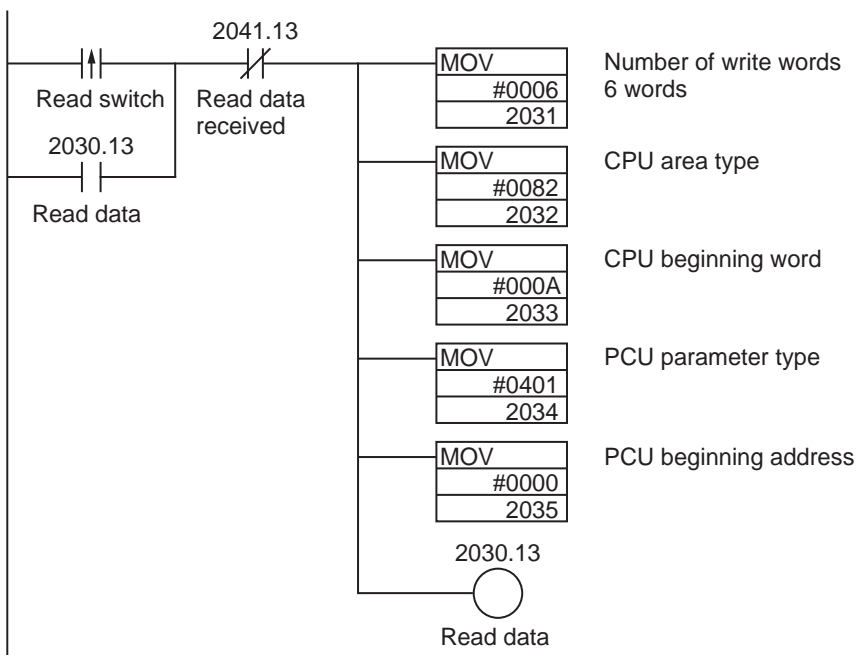 2041.13
Read switch
Read data
received
2030.13
Read data
MOV
#0006
2031
Number of write words
6 words
MOV
#0082
2032
CPU area type
MOV
#000A
2033
CPU beginning word
MOV
#0401
2034
PCU parameter type
MOV
#0000
2035
PCU beginning address
2030.13
Read data